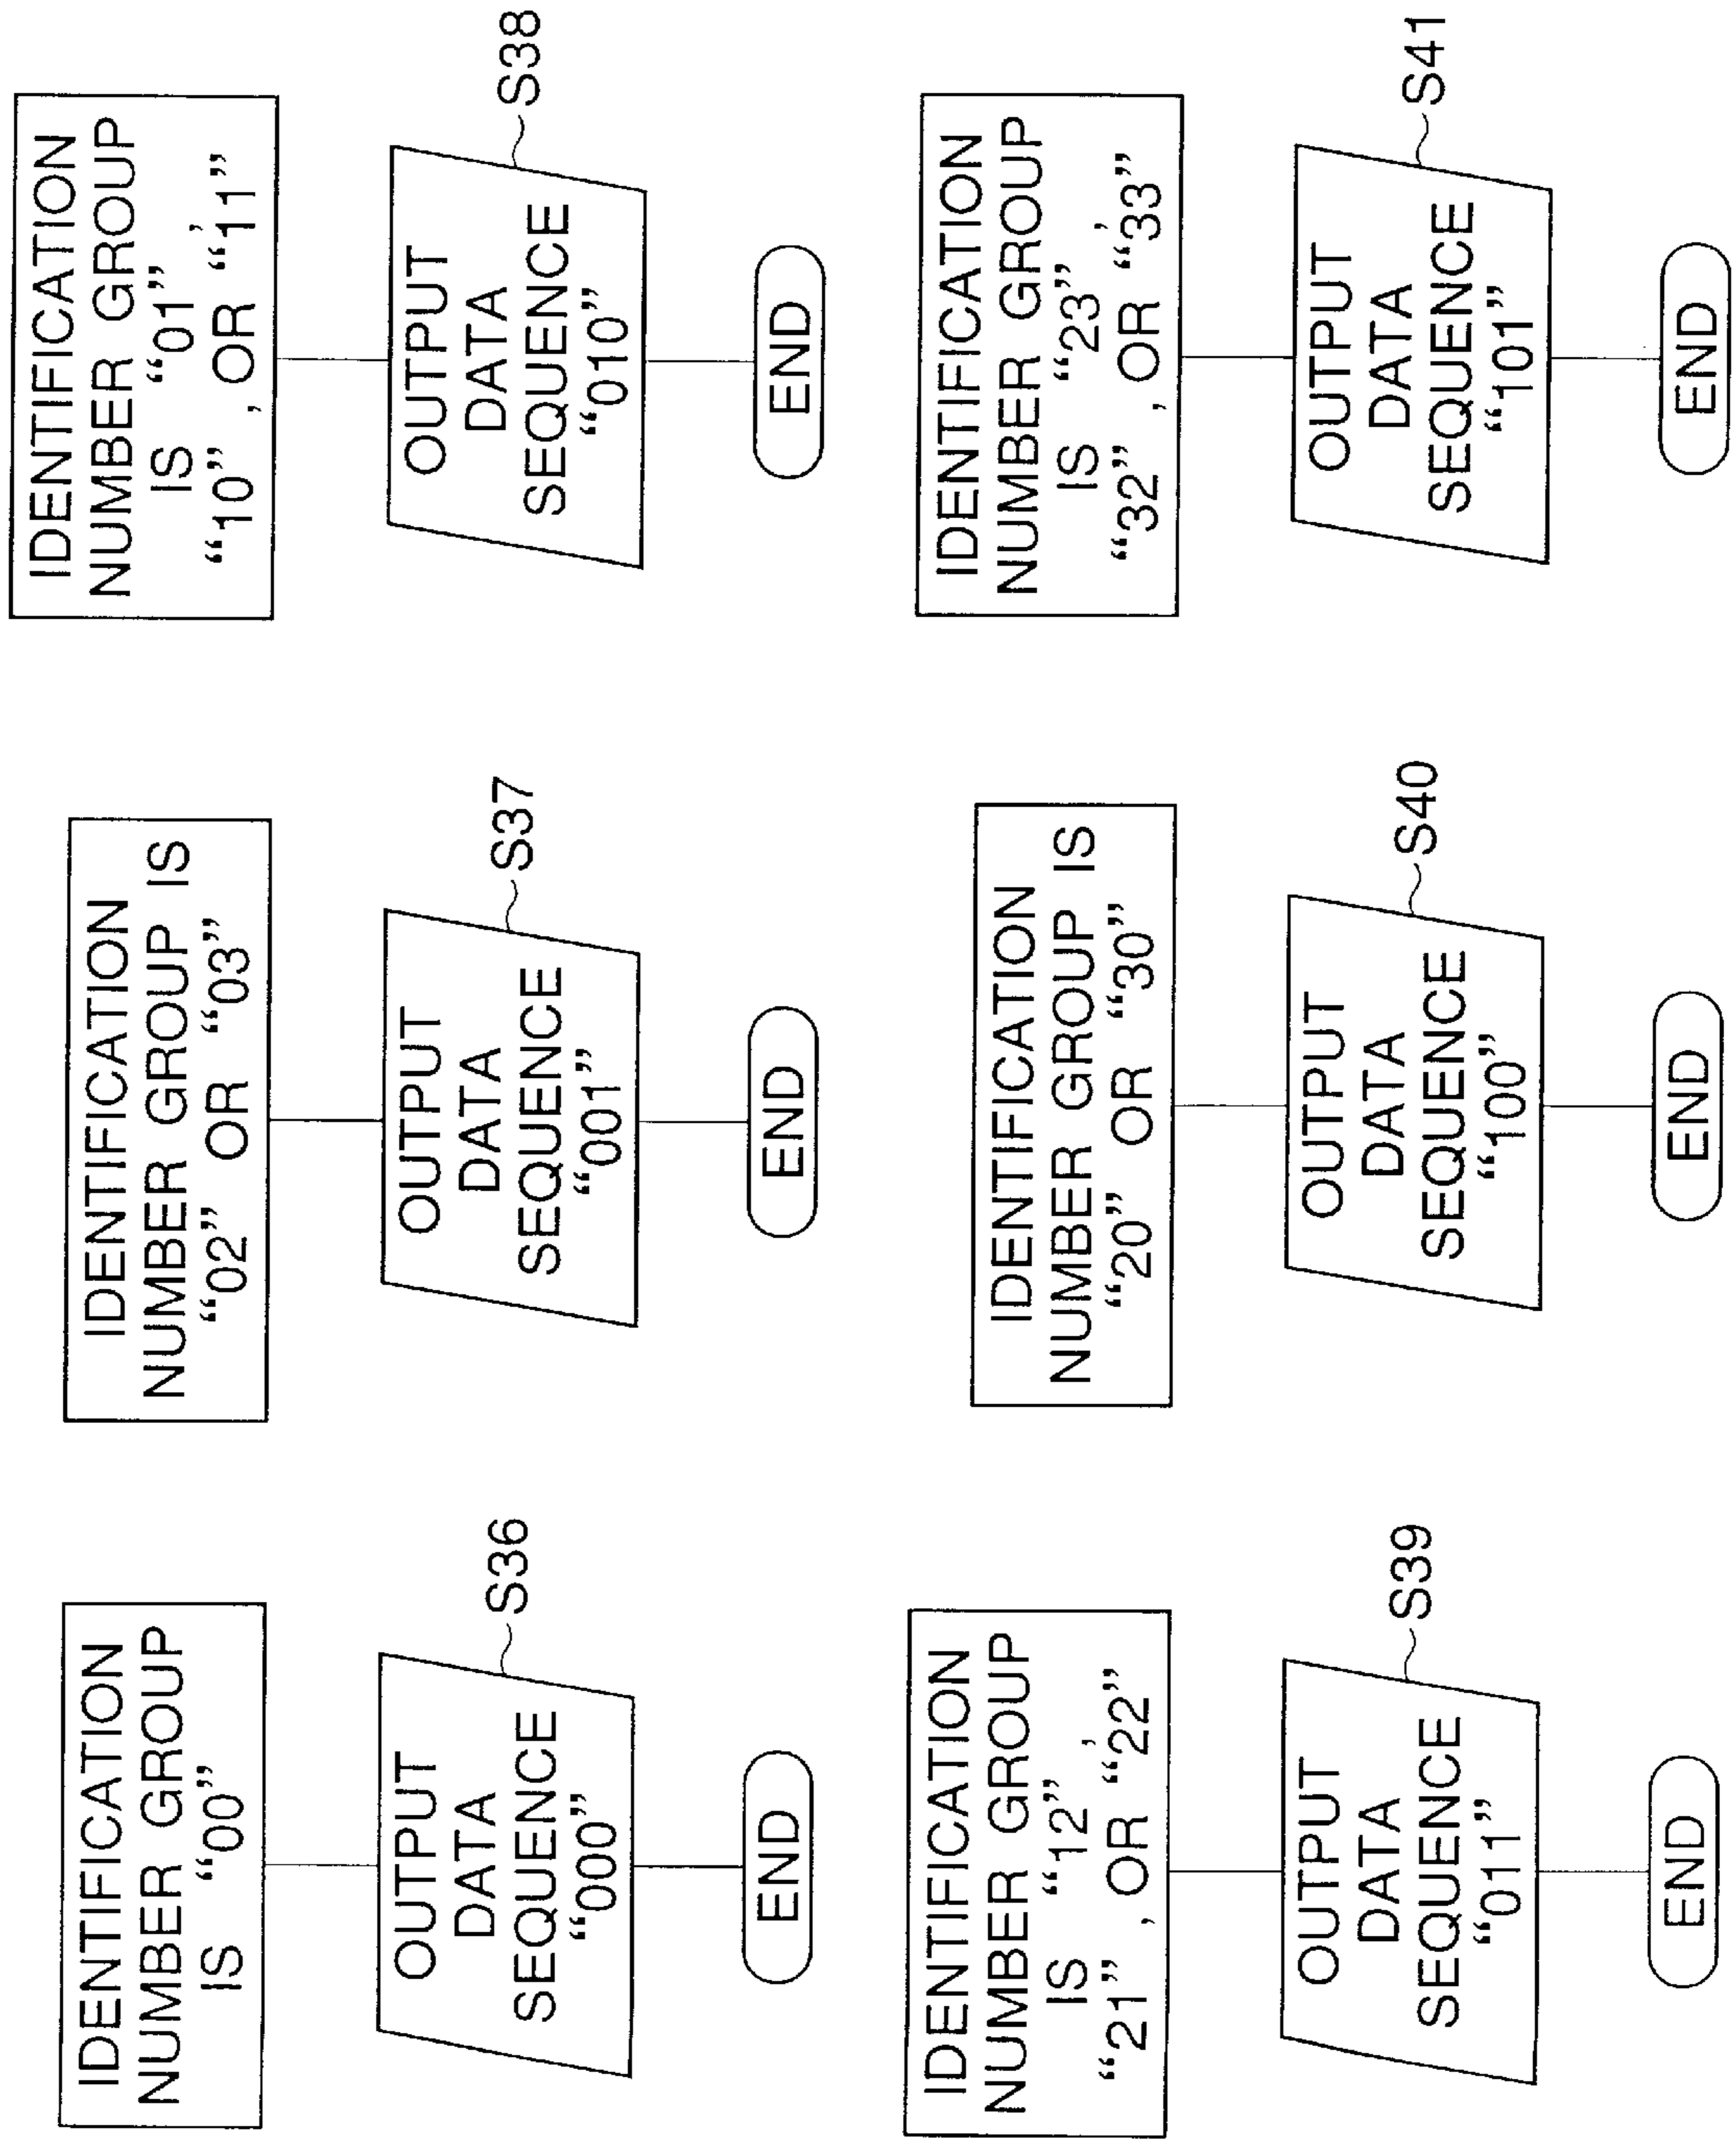 IDENTIFICATION
NUMBER GROUP
IS “00”
OUTPUT
DATA
SEQUENCE
“000”
S36
END
IDENTIFICATION
NUMBER GROUP IS
“02” OR “03”
OUTPUT
DATA
SEQUENCE
“001”
S37
END
IDENTIFICATION
NUMBER GROUP
IS “01”,
“10”, OR “11”
OUTPUT
DATA
SEQUENCE
“010”
S38
END
IDENTIFICATION
NUMBER GROUP
IS “12”,
“21”, OR “22”
OUTPUT
DATA
SEQUENCE
“011”
S39
END
IDENTIFICATION
NUMBER GROUP IS
“20” OR “30”
OUTPUT
DATA
SEQUENCE
“100”
S40
END
IDENTIFICATION
NUMBER GROUP
IS “23”,
“32”, OR “33”
OUTPUT
DATA
SEQUENCE
“101”
S41
END